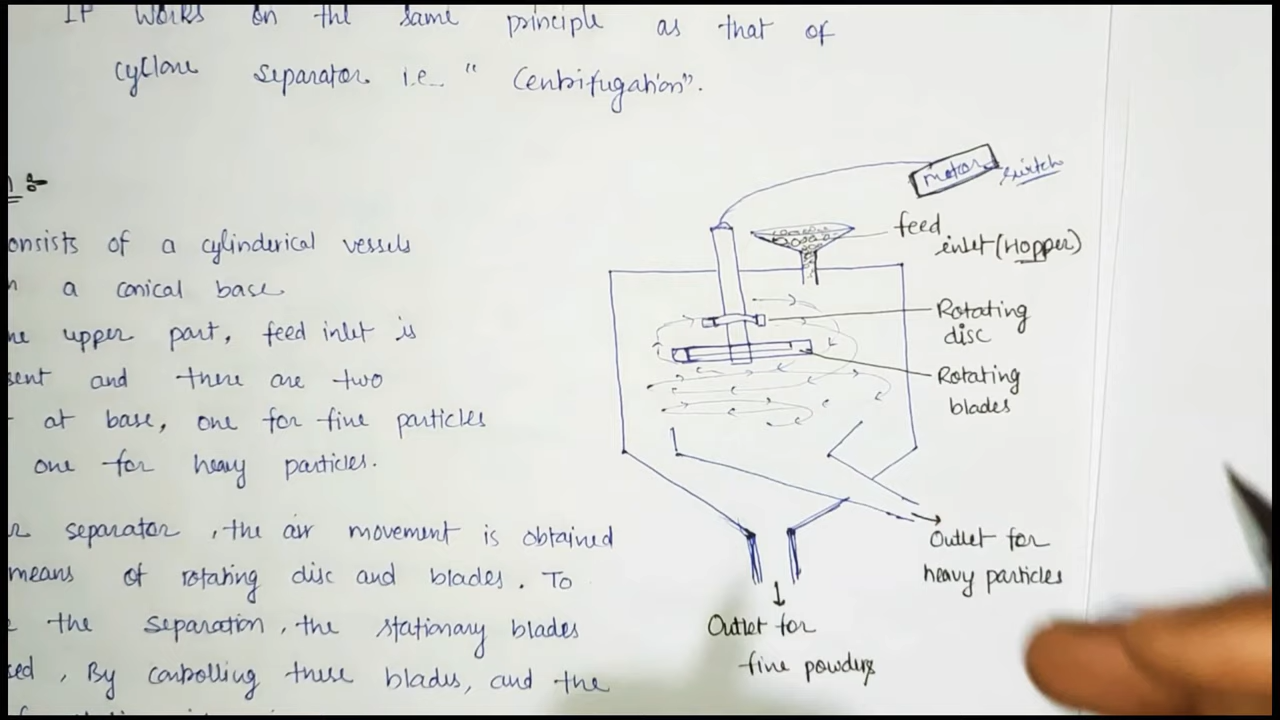 It works on the same principle as that of
cyclone separator i.e. " Centrifugation".
onsists of a cylinderical vessels
a conical base
upper part, feed inlet is
sent and there are two
at base, one for fine particles
one for heavy particles.
separator, the air movement is obtained
means of rotating disc and blades. To
the separation, the stationary blades
sed, By controlling these blades, and the
motor
switch
feed
inlet (Hopper)
Rotating
disc
Rotating
blades
Outlet for
heavy particles
Outlet for
fine powders